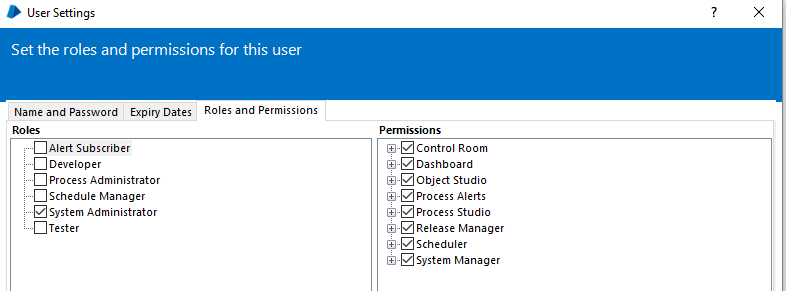 User Settings
?
Set the roles and permissions for this user
Name and Password Expiry Dates Roles and Permissions
Roles
Alert Subscriber
Developer
Process Administrator
Schedule Manager
System Administrator
Tester
Permissions
Control Room
Dashboard
Object Studio
Process Alerts
Process Studio
Release Manager
Scheduler
System Manager